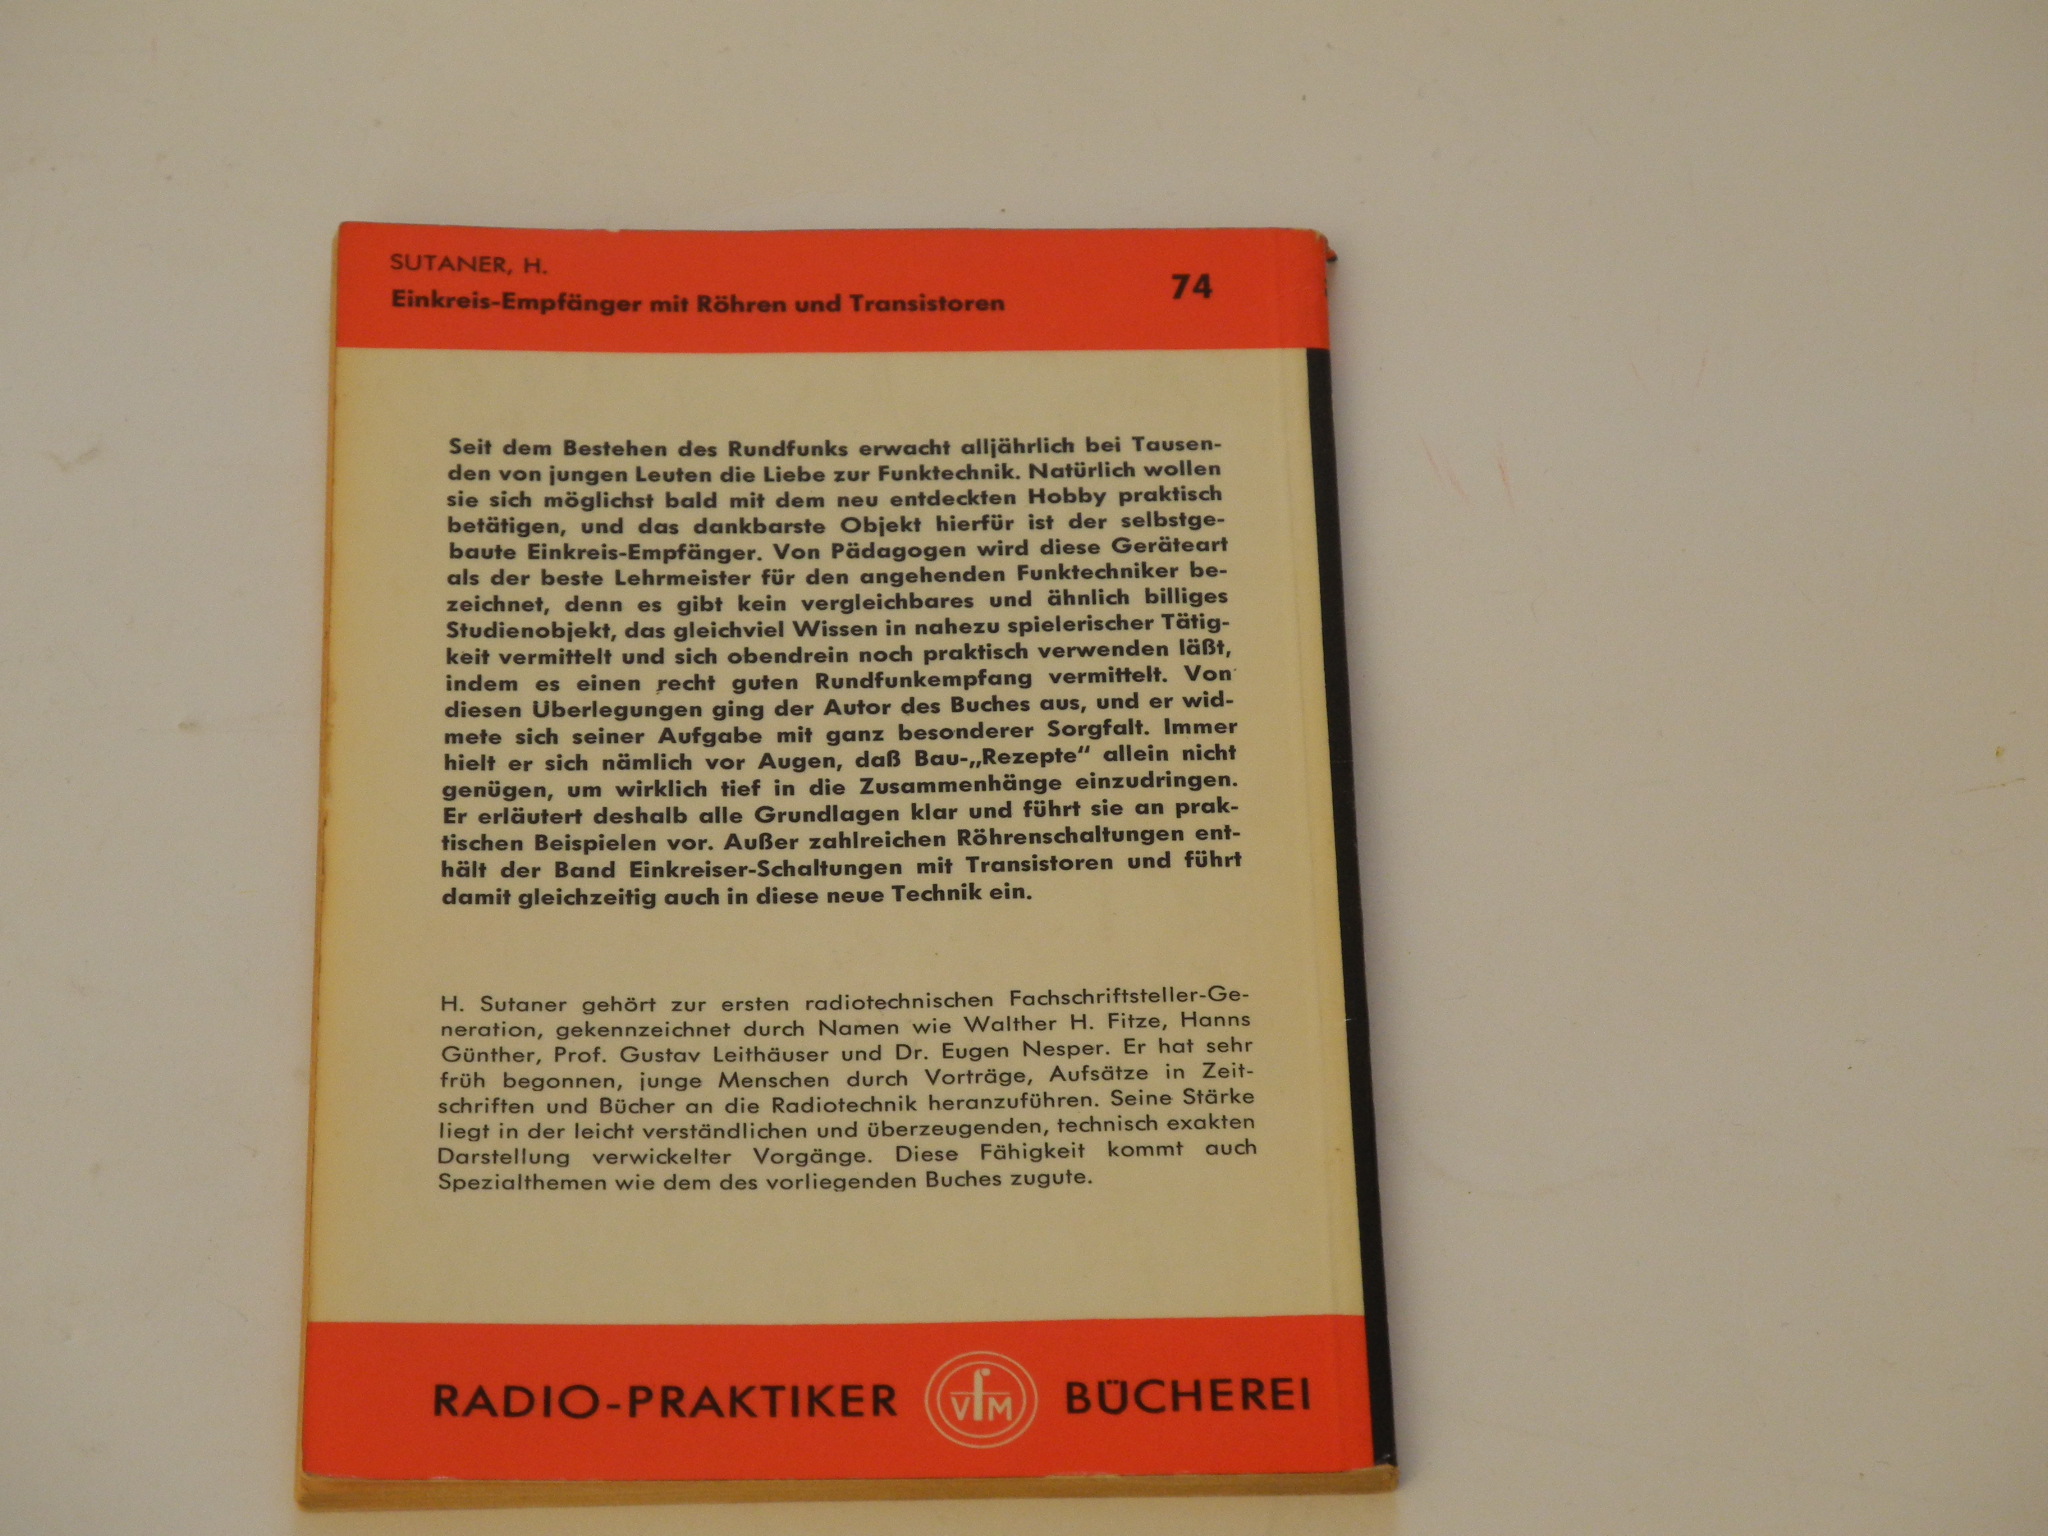 SUTANER, H.
Einkreis-Empfänger mit Röhren und Transistoren
74
Seit dem Bestehen des Rundfunks erwacht alljährlich bei Tausen-
den von jungen Leuten die Liebe zur Funktechnik. Natürlich wollen
sie sich möglichst bald mit dem neu entdeckten Hobby praktisch
betätigen, und das dankbarste Objekt hierfür ist der selbstge-
baute Einkreis-Empfänger. Von Pädagogen wird diese Geräteart
als der beste Lehrmeister für den angehenden Funktechniker be-
zeichnet, denn es gibt kein vergleichbares und ähnlich billiges
Studienobjekt, das gleichviel Wissen in nahezu spielerischer Tätig-
keit vermittelt und sich obendrein noch praktisch verwenden läßt,
indem es einen recht guten Rundfunkempfang vermittelt. Von
diesen Überlegungen ging der Autor des Buches aus, und er wid-
mete sich seiner Aufgabe mit ganz besonderer Sorgfalt. Immer
hielt er sich nämlich vor Augen, daß Bau-„Rezepte“ allein nicht
genügen, um wirklich tief in die Zusammenhänge einzudringen.
Er erläutert deshalb alle Grundlagen klar und führt sie an prak-
tischen Beispielen vor. Außer zahlreichen Röhrenschaltungen ent-
hält der Band Einkreiser-Schaltungen mit Transistoren und führt
damit gleichzeitig auch in diese neue Technik ein.
H. Sutaner gehört zur ersten radiotechnischen Fachschriftsteller-Ge-
neration, gekennzeichnet durch Namen wie Walther H. Fitze, Hanns
Günther, Prof. Gustav Leithäuser und Dr. Eugen Nesper. Er hat sehr
früh begonnen, junge Menschen durch Vorträge, Aufsätze in Zeit-
schriften und Bücher an die Radiotechnik heranzuführen. Seine Stärke
liegt in der leicht verständlichen und überzeugenden, technisch exakten
Darstellung verwickelter Vorgänge. Diese Fähigkeit kommt auch
Spezialthemen wie dem des vorliegenden Buches zugute.
RADIO-PRAKTIKER VfM BÜCHEREI